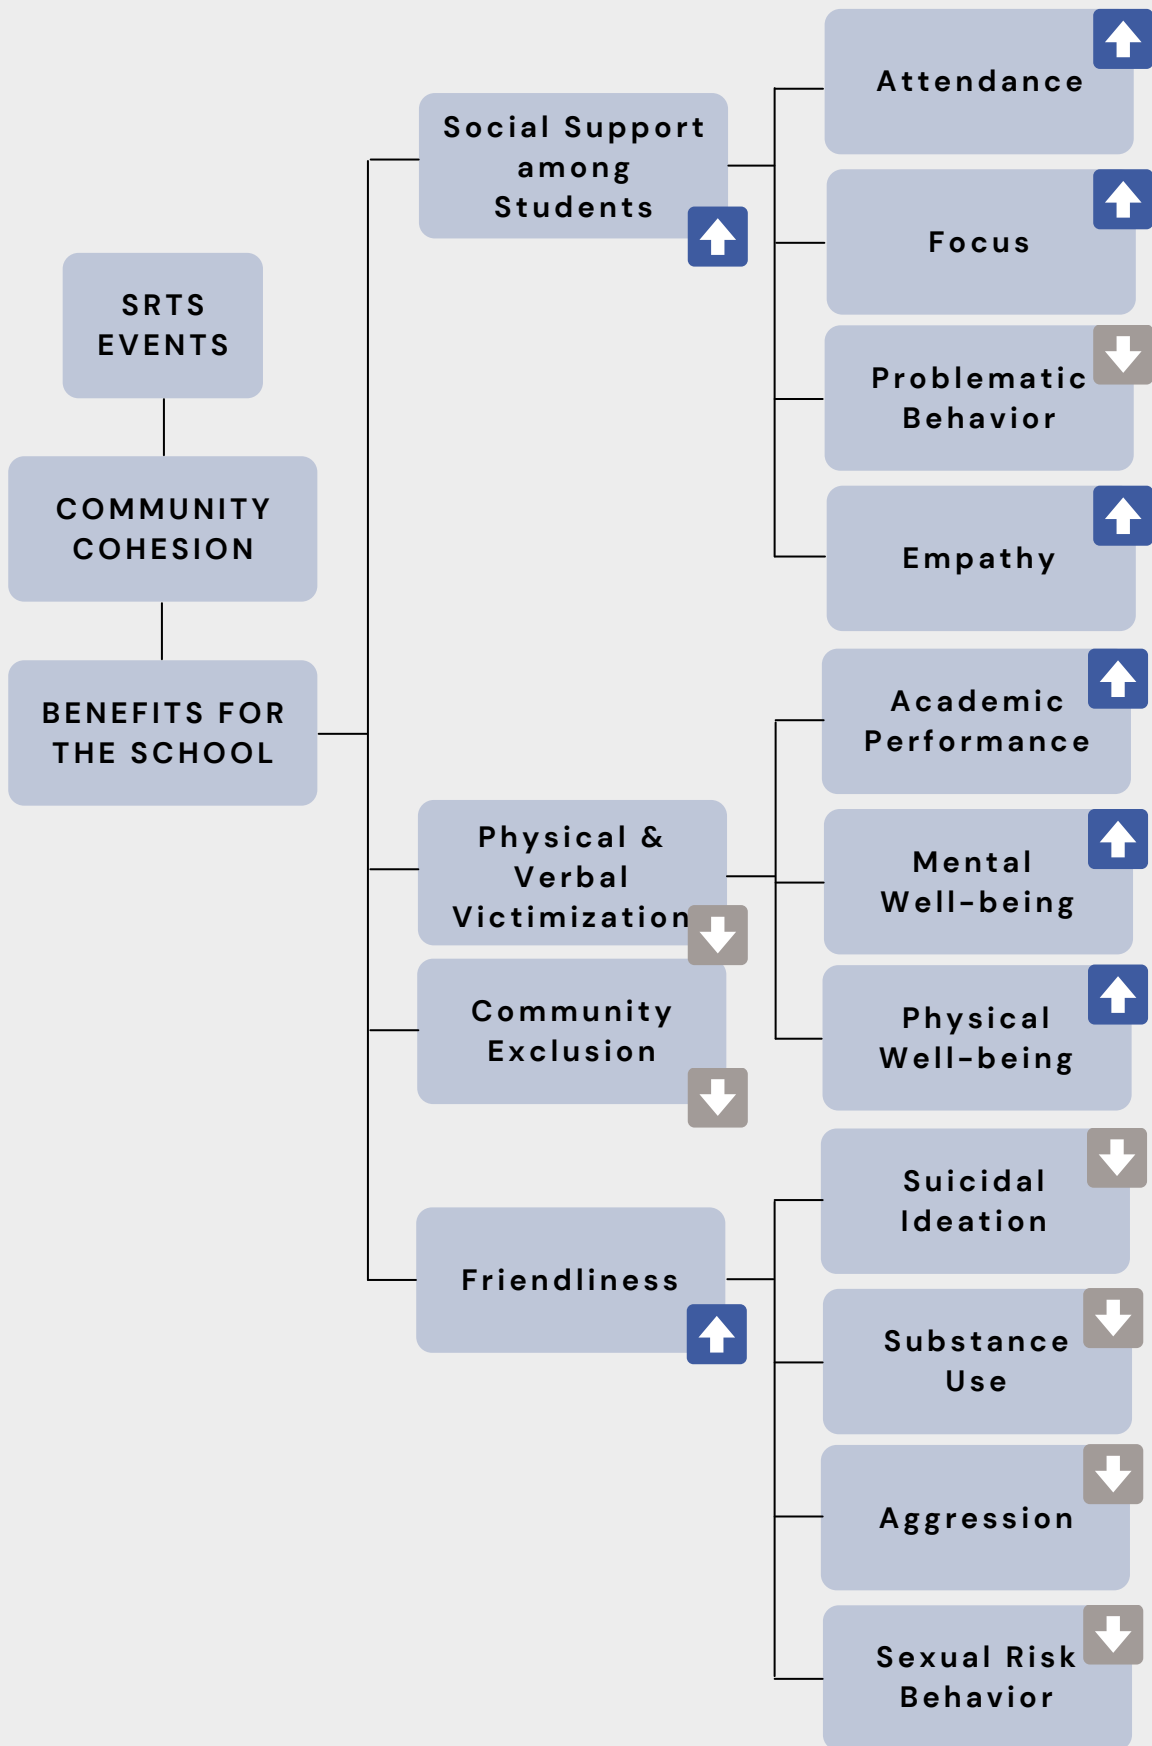 SRTS
EVENTS
COMMUNITY
COHESION
BENEFITS FOR
THE SCHOOL
Social Support
among
Students
Attendance
Focus
Problematic
Behavior
Empathy
Physical &
Verbal
Victimization
Academic
Performance
Mental
Well-being
Physical
Well-being
Community
Exclusion
Friendliness
Suicidal
Ideation
Substance
Use
Aggression
Sexual Risk
Behavior